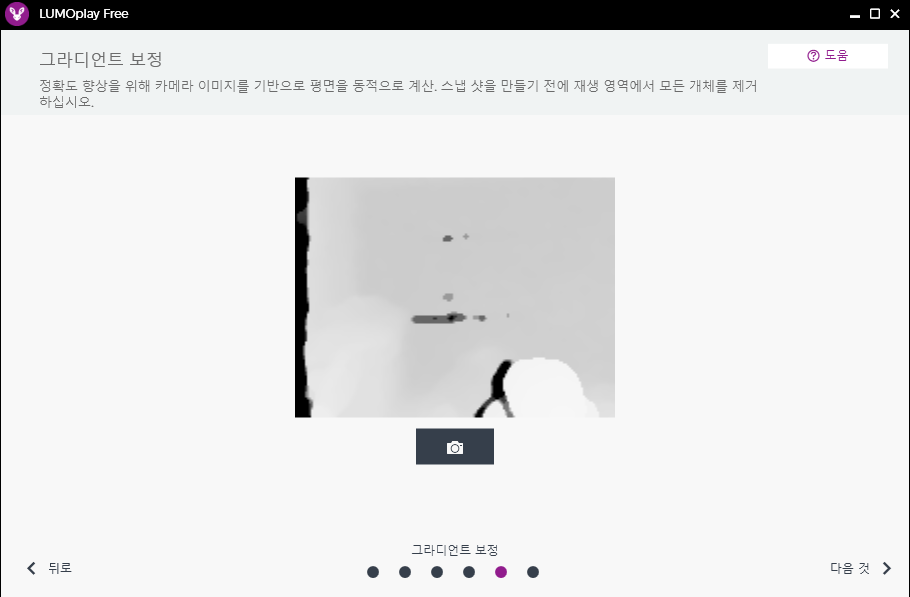 LUMOplay Free
그라디언트 보정
도움
정확도 향상을 위해 카메라 이미지를 기반으로 평면을 동적으로 계산. 스냅 샷을 만들기 전에 재생 영역에서 모든 개체를 제거
하십시오.
그라디언트 보정
뒤로
다음 것